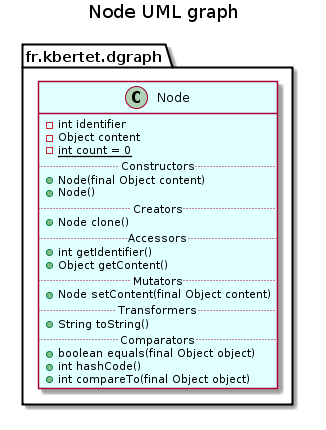 Node UML graph
fr.kbertet.dgraph
C Node
int identifier
Object content
int count = 0
Constructors
Node(final Object content)
Node()
Creators
Node clone()
Accessors
int getIdentifier()
Object getContent()
Mutators
Node setContent(final Object content)
Transformers
String toString()
Comparators
boolean equals(final Object object)
int hashCode()
int compareTo(final Object object)